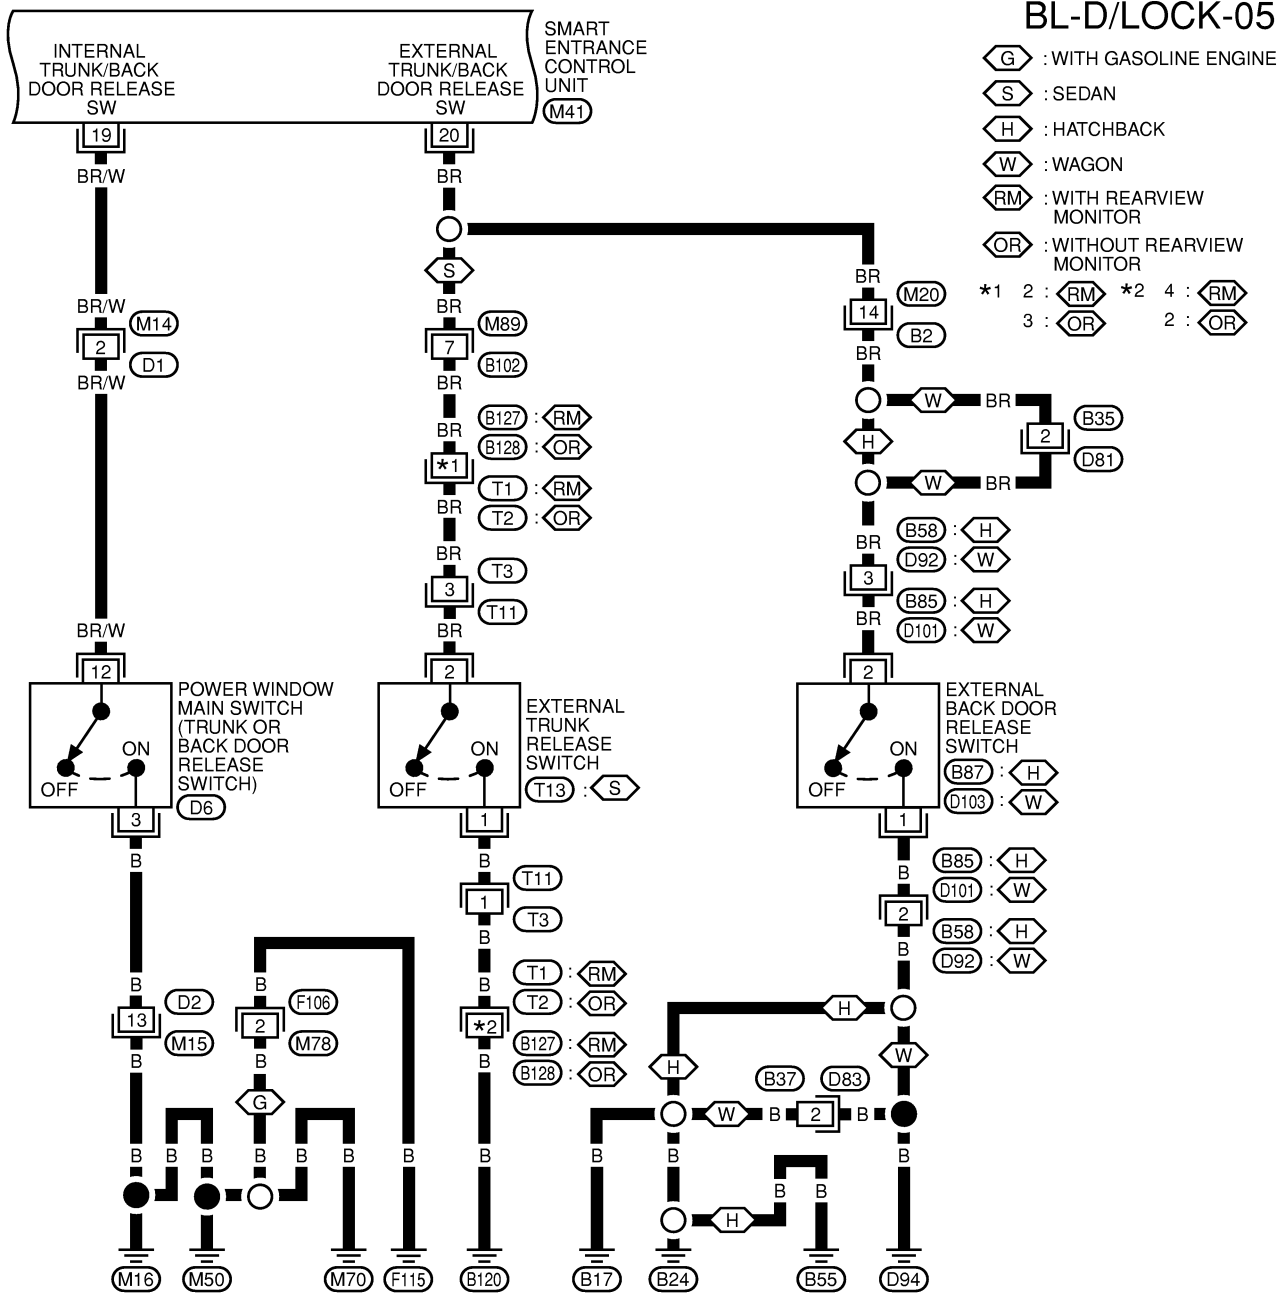 BL-D/LOCK-05
INTERNAL
TRUNK/BACK
DOOR RELEASE
SW
EXTERNAL
TRUNK/BACK
DOOR RELEASE
SW
SMART
ENTRANCE
CONTROL
UNIT
M41
G : WITH GASOLINE ENGINE
S : SEDAN
H : HATCHBACK
W : WAGON
RM : WITH REARVIEW
MONITOR
OR : WITHOUT REARVIEW
MONITOR
*1 2 : RM *2 4 : RM
3 : OR 2 : OR
19
BR/W
BR/W
M14
2
D1
BR/W
BR/W
12
POWER WINDOW
MAIN SWITCH
(TRUNK OR
BACK DOOR
RELEASE
SWITCH)
D6
ON
OFF
3
B
B
D2
13
M15
B
B
B
B
M16
M50
B
F106
2
M78
B
G
B
B
B
B
M70
F115
20
BR
S
BR
M89
7
B102
BR
B127 : RM
BR
B128 : OR
*1
T1 : RM
BR
T2 : OR
BR
T3
3
T11
BR
2
EXTERNAL
TRUNK
RELEASE
SWITCH
T13 : S
ON
OFF
1
B
T11
1
T3
B
T1 : RM
B
T2 : OR
*2
B127 : RM
B
B128 : OR
B
B120
BR
M20
14
B2
BR
W BR
B35
2
D81
H
W BR
B58 : H
BR
D92 : W
3
B85 : H
BR
D101 : W
2
EXTERNAL
BACK DOOR
RELEASE
SWITCH
B87 : H
D103 : W
ON
OFF
1
B85 : H
B
D101 : W
2
B58 : H
B
D92 : W
H
W
H
B37 D83
W B 2 B
B
B
B
H
B
B
B17
B24
B55
D94